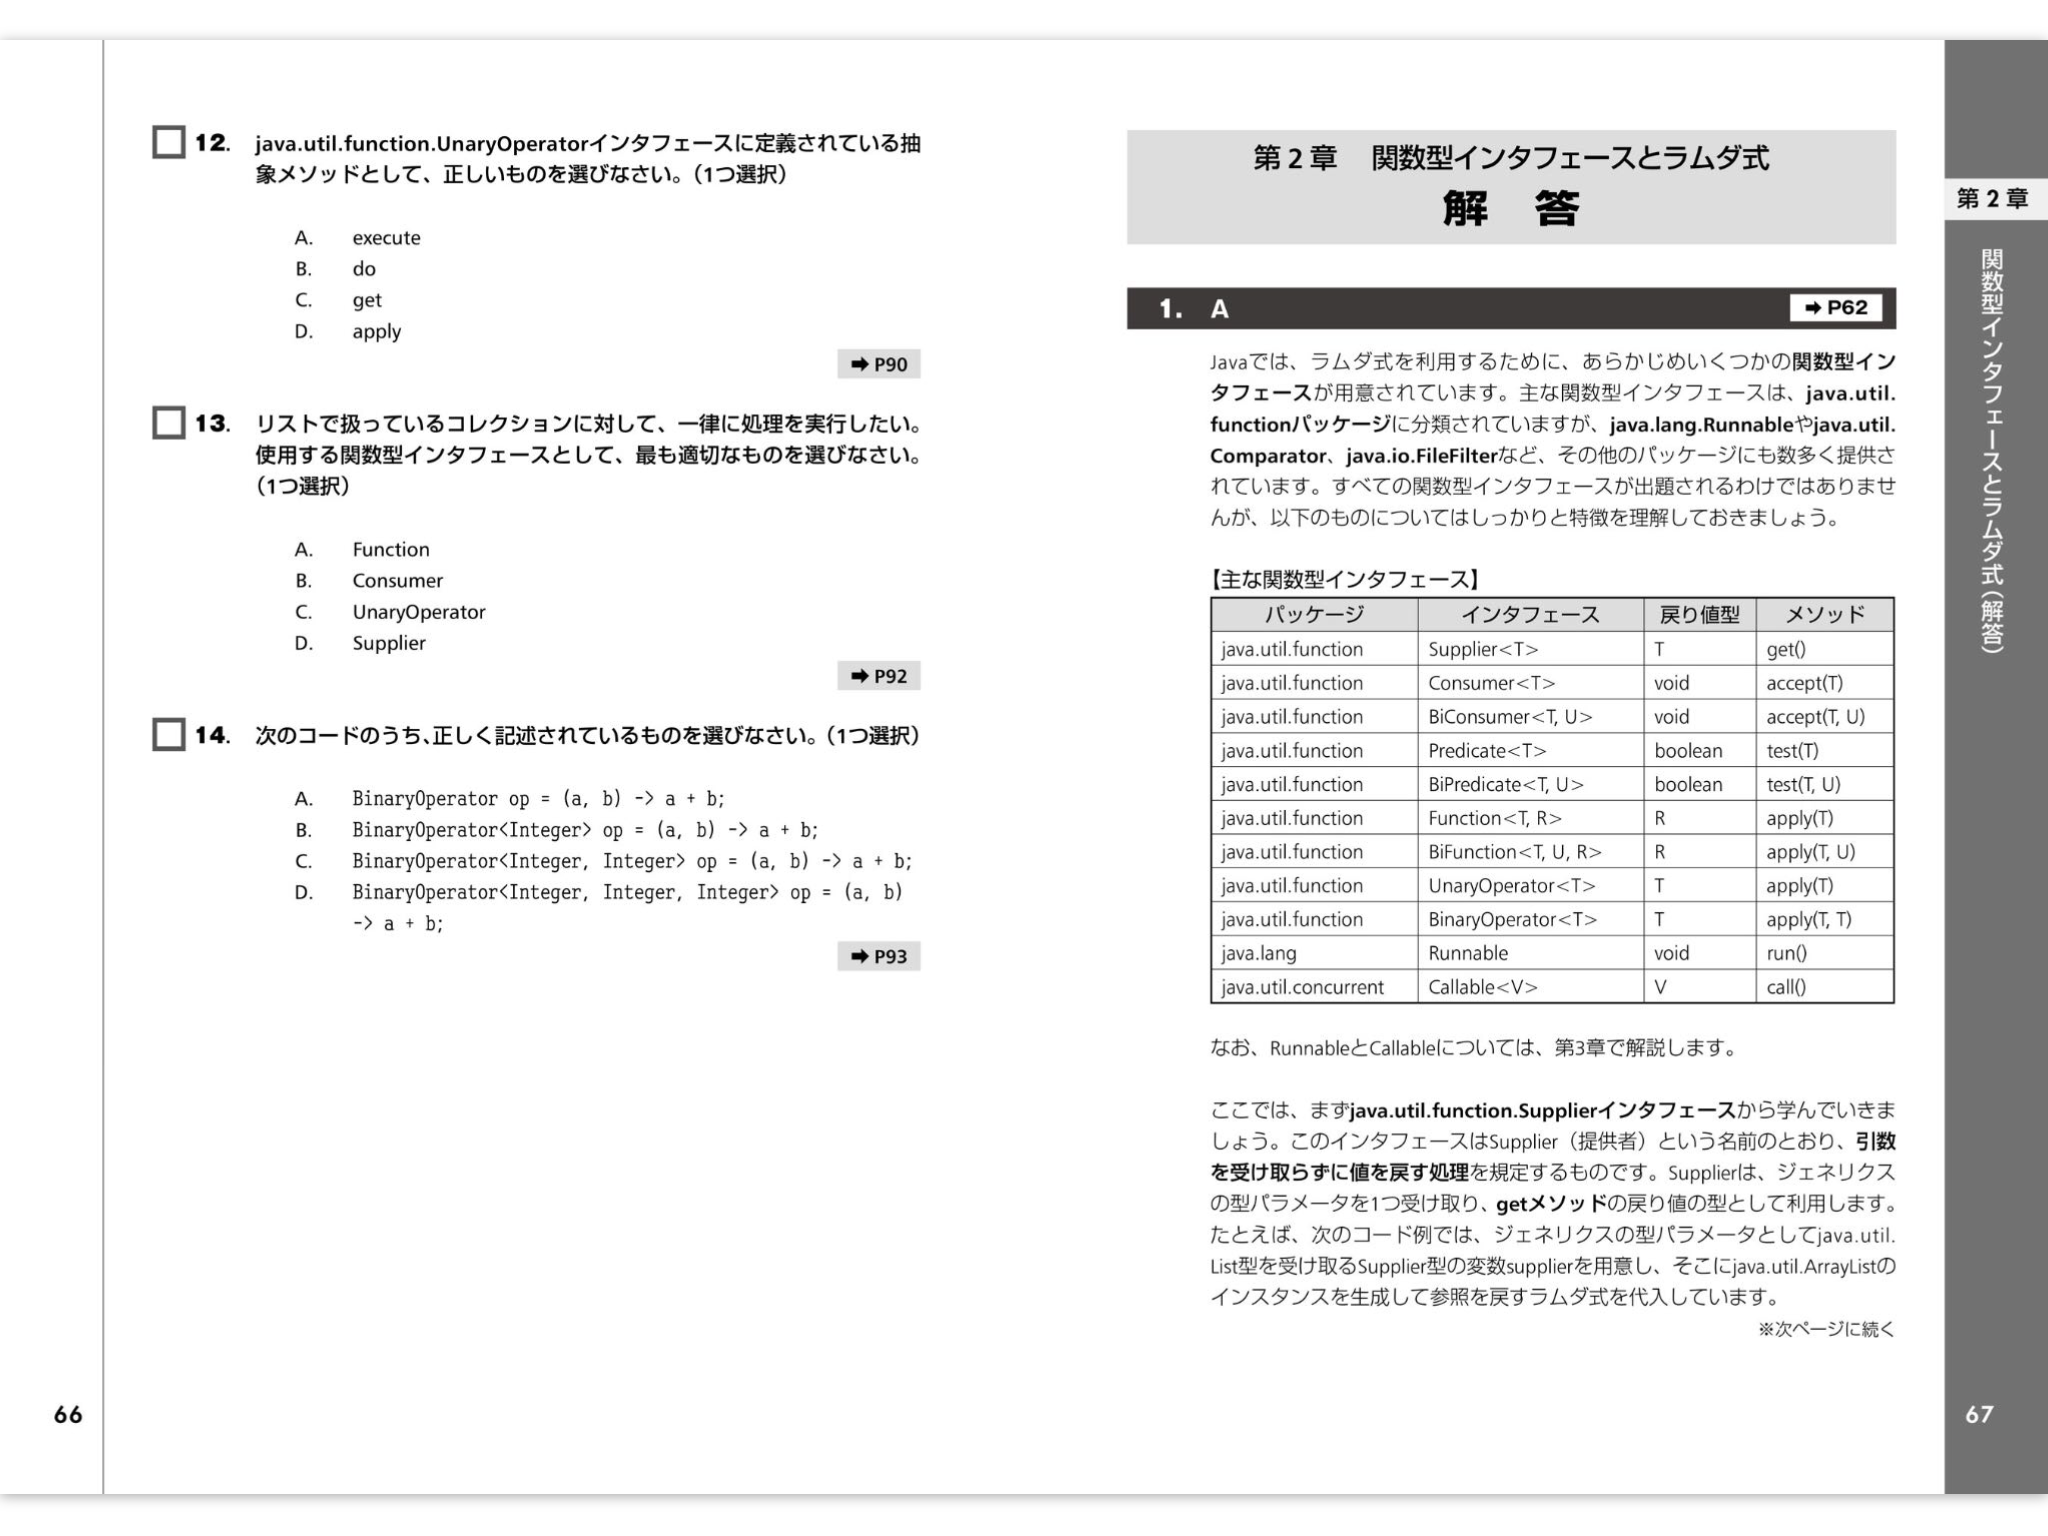 12. java.util.function.UnaryOperatorインタフェースに定義されている抽
象メソッドとして、正しいものを選びなさい。（1つ選択）
A. execute
B. do
C. get
D. apply
➡ P90
13. リストで扱っているコレクションに対して、一律に処理を実行したい。
使用する関数型インタフェースとして、最も適切なものを選びなさい。
（1つ選択）
A. Function
B. Consumer
C. UnaryOperator
D. Supplier
➡ P92
14. 次のコードのうち、正しく記述されているものを選びなさい。（1つ選択）
A. BinaryOperator op = (a, b) -> a + b;
B. BinaryOperator<Integer> op = (a, b) -> a + b;
C. BinaryOperator<Integer, Integer> op = (a, b) -> a + b;
D. BinaryOperator<Integer, Integer, Integer> op = (a, b)
-> a + b;
➡ P93
66
第2章 関数型インタフェースとラムダ式
解 答
1. A ➡ P62
Javaでは、ラムダ式を利用するために、あらかじめいくつかの関数型イン
タフェースが用意されています。主な関数型インタフェースは、java.util.
functionパッケージに分類されていますが、java.lang.Runnableやjava.util.
Comparator、java.io.FileFilterなど、その他のパッケージにも数多く提供さ
れています。すべての関数型インタフェースが出題されるわけではありませ
んが、以下のものについてはしっかりと特徴を理解しておきましょう。
【主な関数型インタフェース】
パッケージ インタフェース 戻り値型 メソッド
java.util.function Supplier<T> T get()
java.util.function Consumer<T> void accept(T)
java.util.function BiConsumer<T, U> void accept(T, U)
java.util.function Predicate<T> boolean test(T)
java.util.function BiPredicate<T, U> boolean test(T, U)
java.util.function Function<T, R> R apply(T)
java.util.function BiFunction<T, U, R> R apply(T, U)
java.util.function UnaryOperator<T> T apply(T)
java.util.function BinaryOperator<T> T apply(T, T)
java.lang Runnable void run()
java.util.concurrent Callable<V> V call()
なお、RunnableとCallableについては、第3章で解説します。
ここでは、まずjava.util.function.Supplierインタフェースから学んでいきま
しょう。このインタフェースはSupplier（提供者）という名前のとおり、引数
を受け取らずに値を戻す処理を規定するものです。Supplierは、ジェネリクス
の型パラメータを1つ受け取り、getメソッドの戻り値の型として利用します。
たとえば、次のコード例では、ジェネリクスの型パラメータとしてjava.util.
List型を受け取るSupplier型の変数supplierを用意し、そこにjava.util.ArrayListの
インスタンスを生成して参照を戻すラムダ式を代入しています。
※次ページに続く
第2章
関数型インタフェースとラムダ式（解答）
67